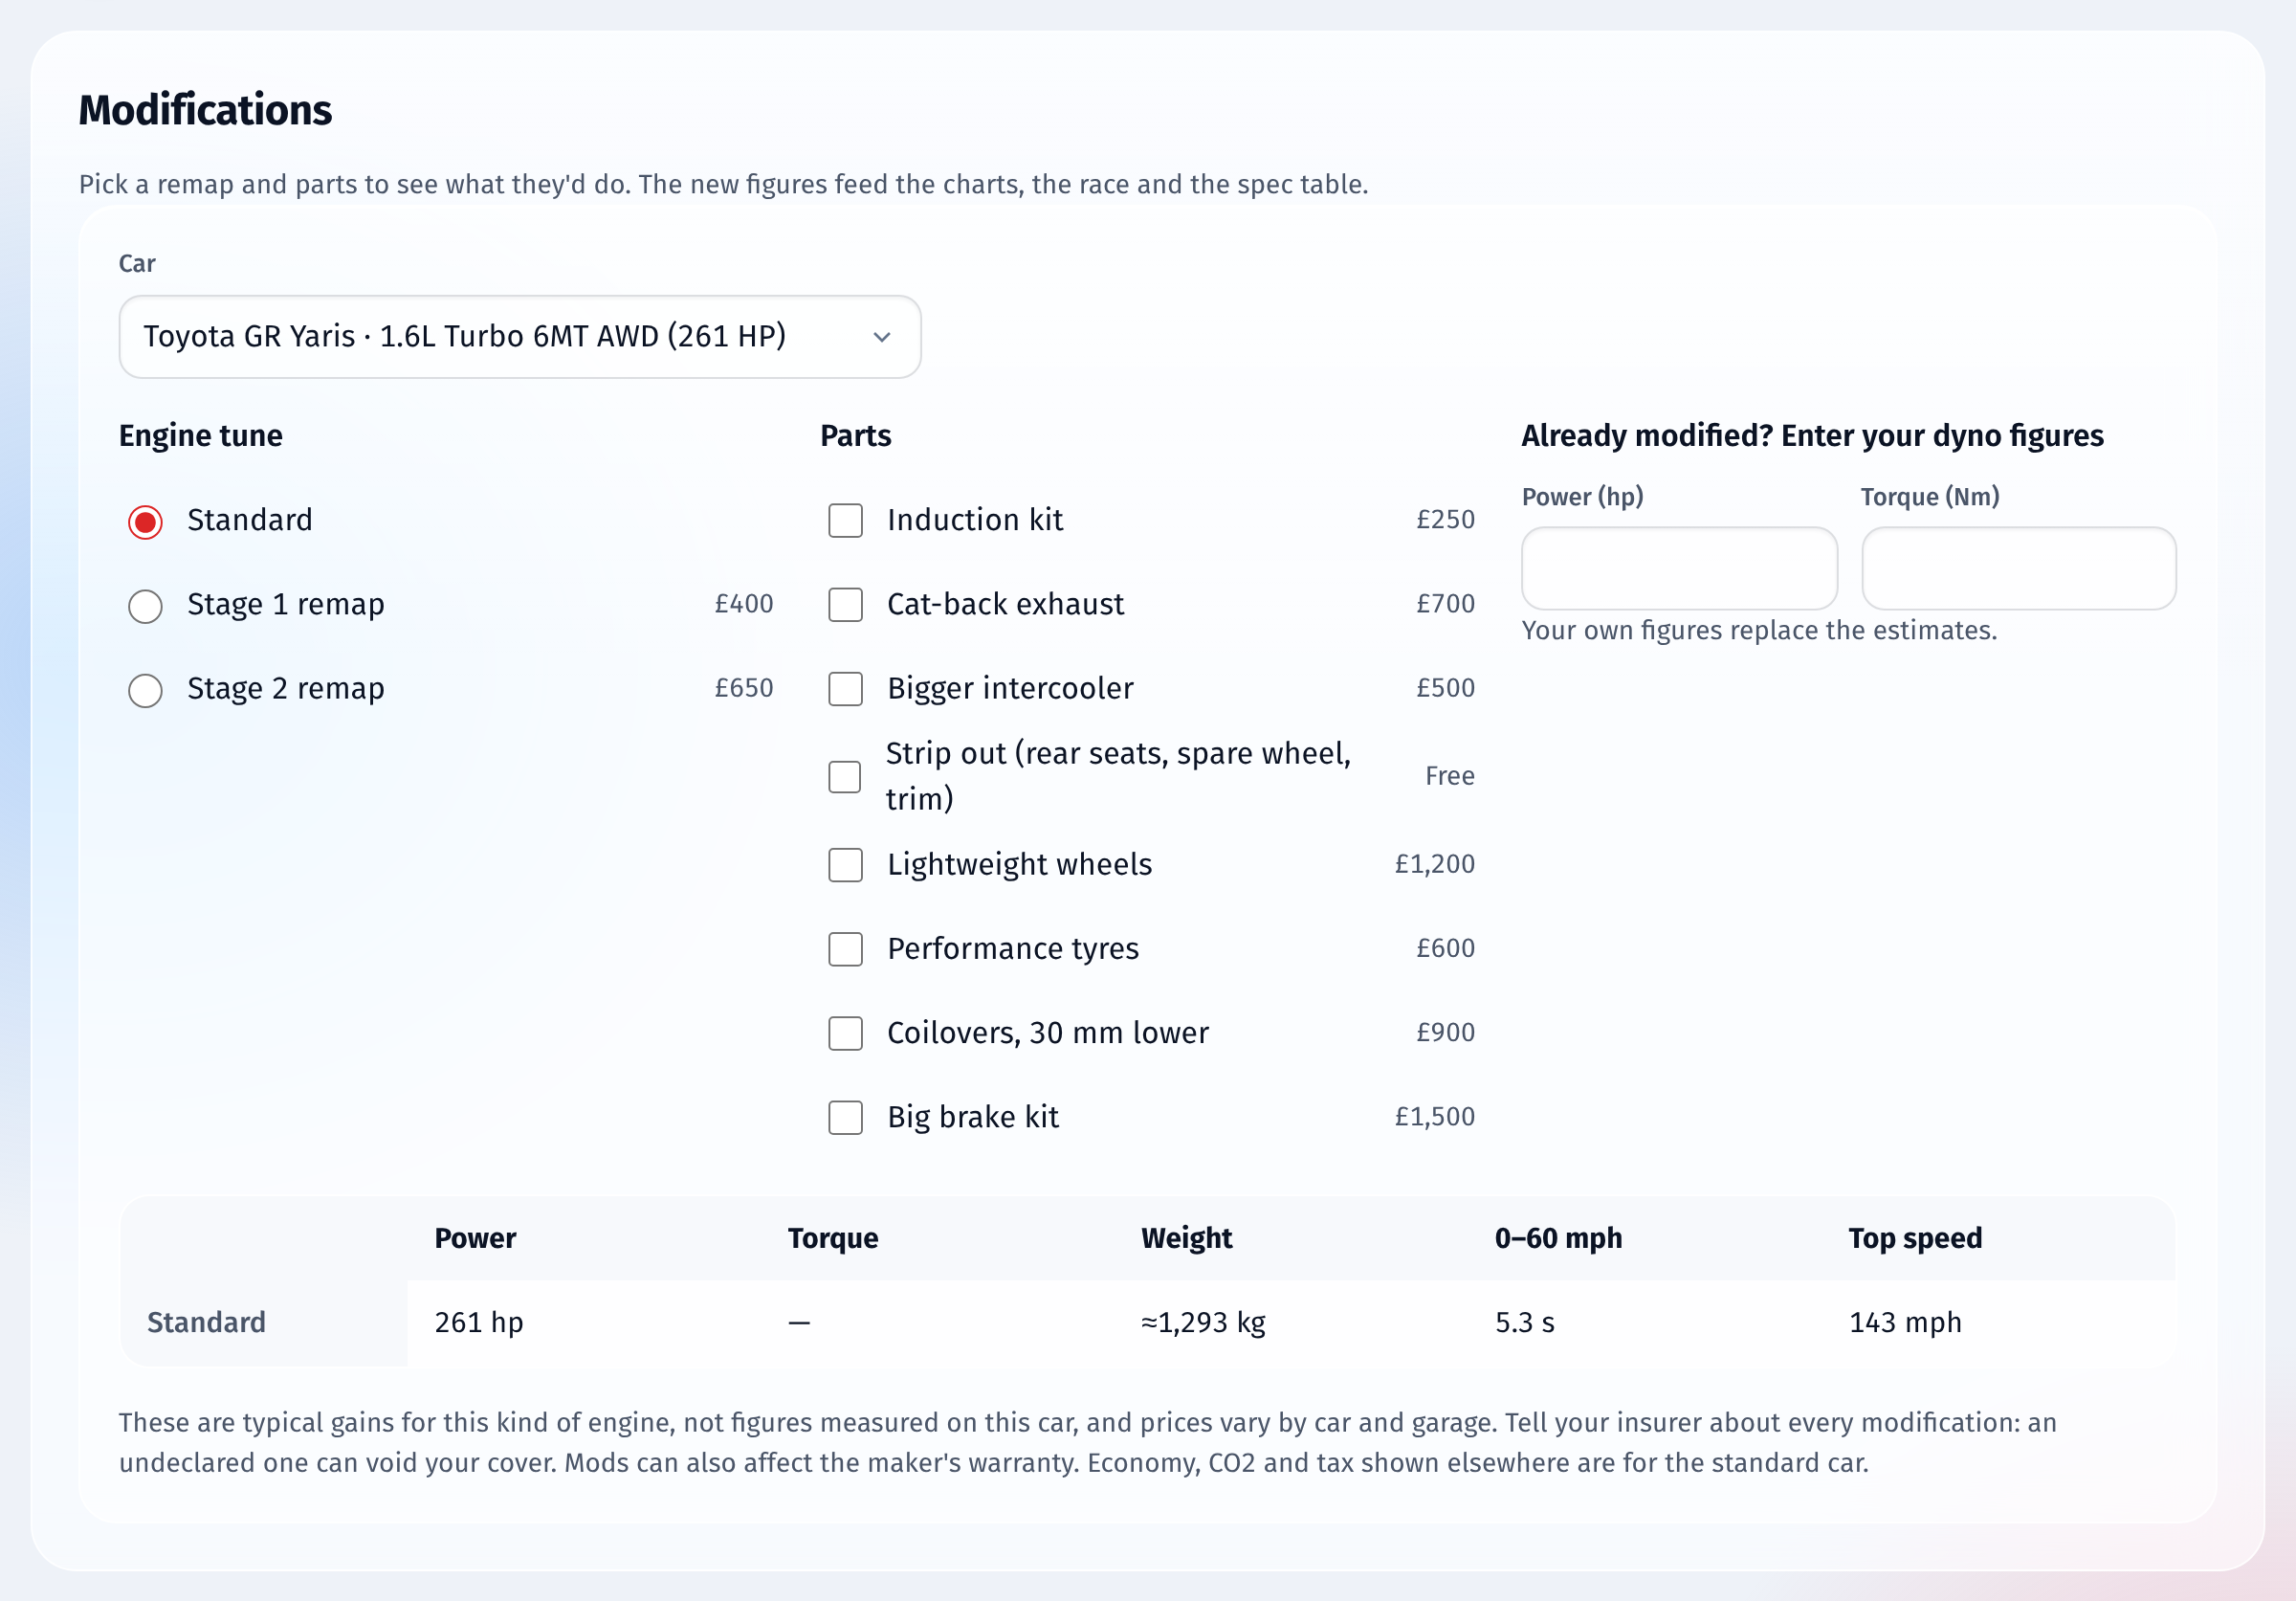 Modifications
Pick a remap and parts to see what they'd do. The new figures feed the charts, the race and the spec table.
Car
Toyota GR Yaris · 1.6L Turbo 6MT AWD (261 HP)
Engine tune
Standard
Stage 1 remap £400
Stage 2 remap £650
Parts
Induction kit £250
Cat-back exhaust £700
Bigger intercooler £500
Strip out (rear seats, spare wheel,
trim) Free
Lightweight wheels £1,200
Performance tyres £600
Coilovers, 30 mm lower £900
Big brake kit £1,500
Already modified? Enter your dyno figures
Power (hp) Torque (Nm)
Your own figures replace the estimates.
Power Torque Weight 0–60 mph Top speed
Standard 261 hp — ≈1,293 kg 5.3 s 143 mph
These are typical gains for this kind of engine, not figures measured on this car, and prices vary by car and garage. Tell your insurer about every modification: an
undeclared one can void your cover. Mods can also affect the maker's warranty. Economy, CO2 and tax shown elsewhere are for the standard car.